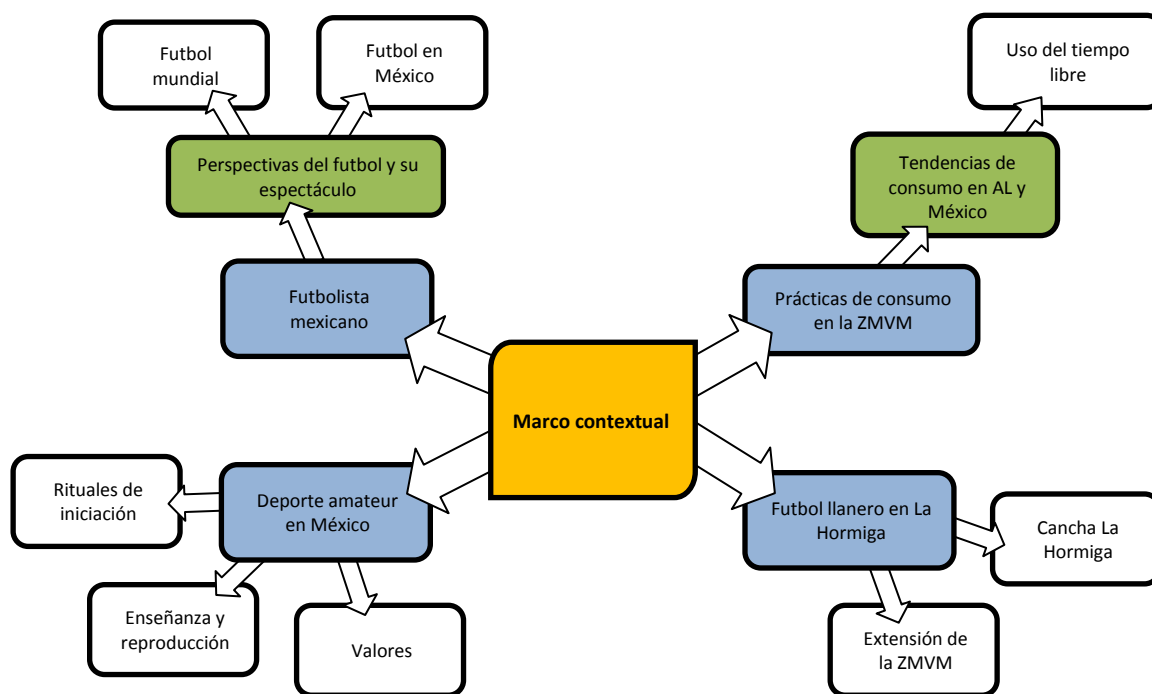 Futbol
mundial
Futbol en
México
Uso del tiempo
libre
Perspectivas del futbol y su
espectáculo
Tendencias de
consumo en AL y
México
Futbolista
mexicano
Prácticas de consumo
en la ZMVM
Marco contextual
Rituales de
iniciación
Deporte amateur
en México
Futbol llanero en La
Hormiga
Cancha La
Hormiga
Enseñanza y
reproducción
Valores
Extensión de
la ZMVM